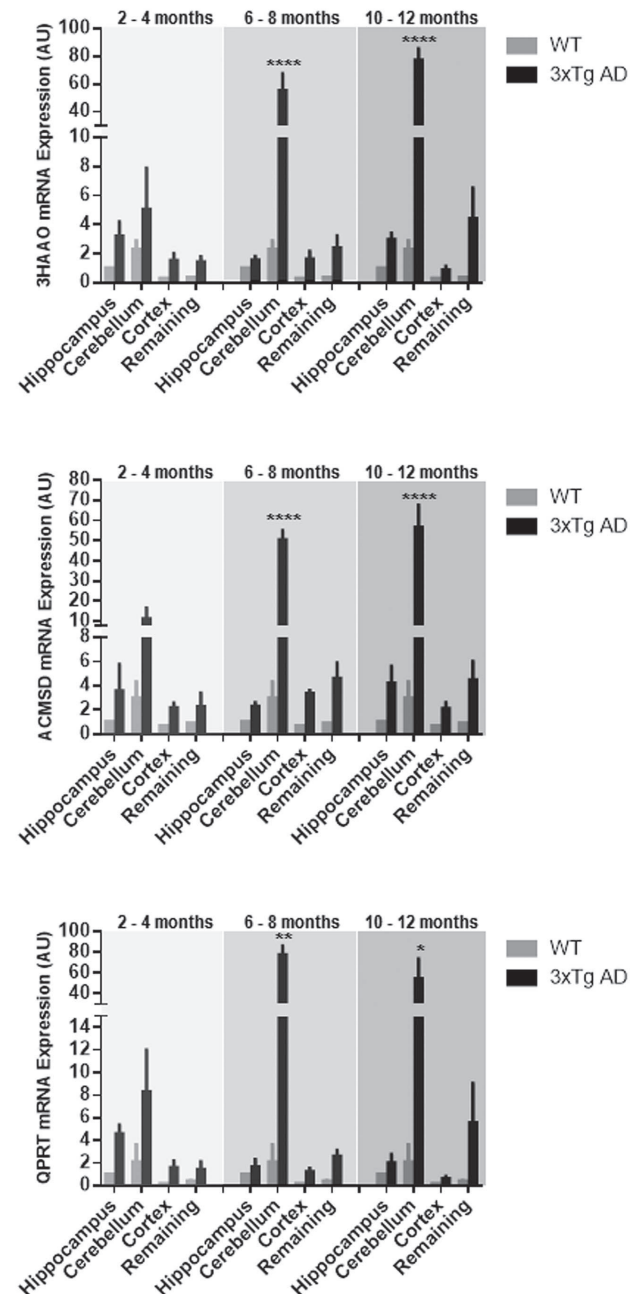 2 - 4 months 6 - 8 months 10 - 12 months
3HAAO mRNA Expression (AU)
100
80
60
40
10
8
6
4
2
0
**** ****
WT
3xTg AD
Hippocampus Cerebellum Cortex Remaining Hippocampus Cerebellum Cortex Remaining Hippocampus Cerebellum Cortex Remaining
2 - 4 months 6 - 8 months 10 - 12 months
ACMSD mRNA Expression (AU)
80
70
60
50
40
30
20
10
8
6
4
2
0
**** ****
WT
3xTg AD
Hippocampus Cerebellum Cortex Remaining Hippocampus Cerebellum Cortex Remaining Hippocampus Cerebellum Cortex Remaining
2 - 4 months 6 - 8 months 10 - 12 months
QPRT mRNA Expression (AU)
100
80
60
40
14
12
10
8
6
4
2
0
** *
WT
3xTg AD
Hippocampus Cerebellum Cortex Remaining Hippocampus Cerebellum Cortex Remaining Hippocampus Cerebellum Cortex Remaining